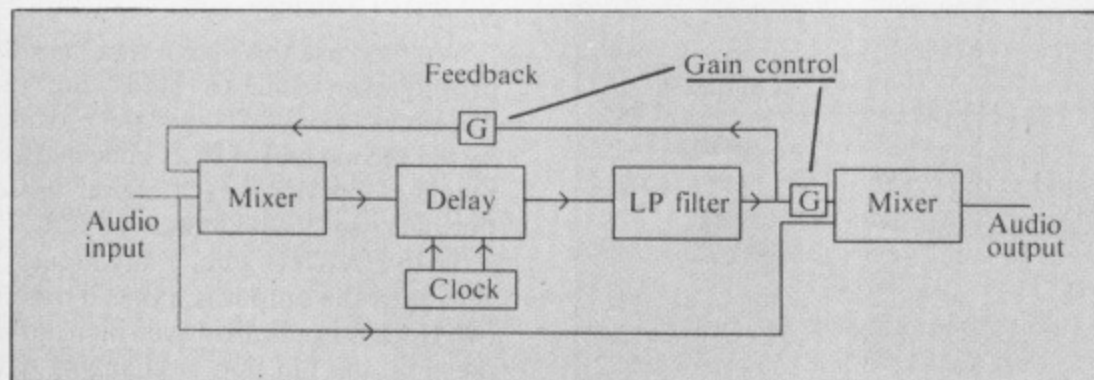 Feedback
Gain control
G
Mixer
Delay
LP filter
G
Mixer
Audio
input
Audio
output
Clock